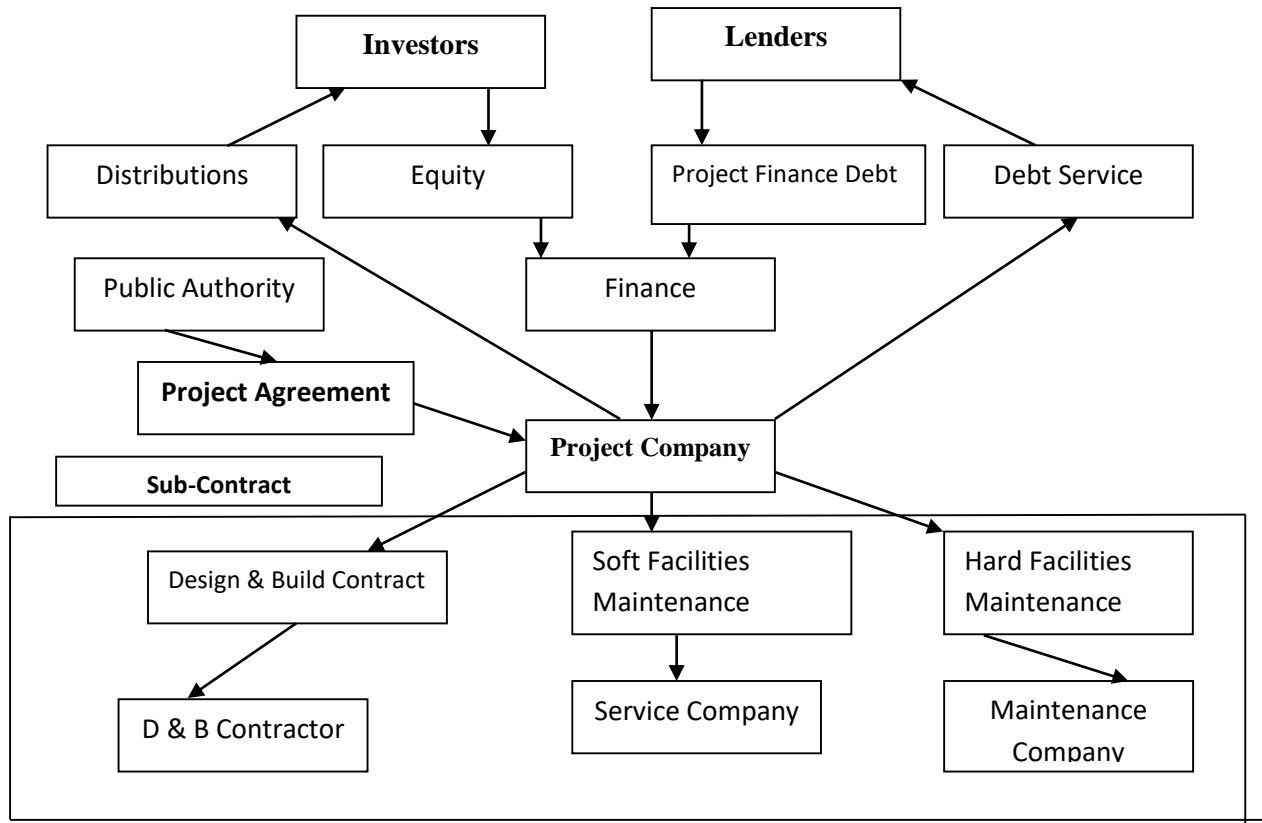 Investors
Lenders
Distributions
Equity
Project Finance Debt
Debt Service
Public Authority
Finance
Project Agreement
Project Company
Sub-Contract
Design & Build Contract
Soft Facilities
Maintenance
Hard Facilities
Maintenance
D & B Contractor
Service Company
Maintenance
Company